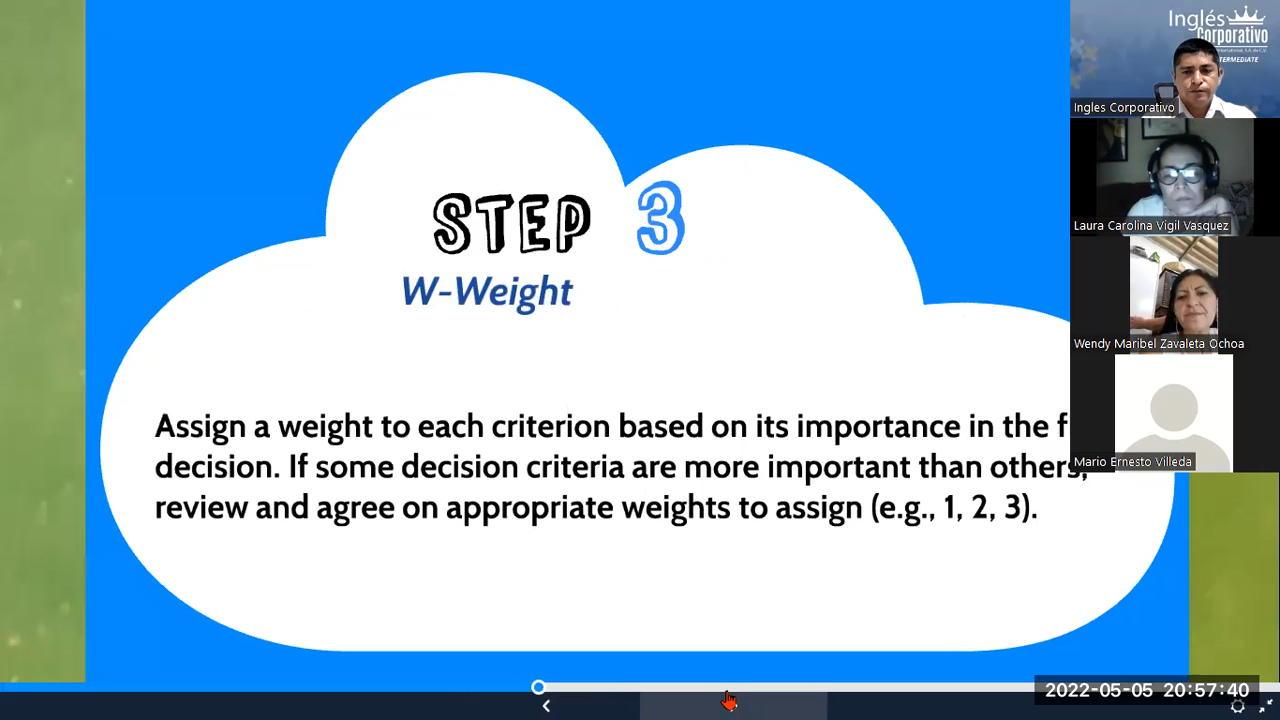 STEP 3
W-Weight
Assign a weight to each criterion based on its importance in the f
decision. If some decision criteria are more important than others,
review and agree on appropriate weights to assign (e.g., 1, 2, 3).
Inglés
Corporativo
Ingles Corporativo
Laura Carolina Vigil Vasquez
Wendy Maribel Zavaleta Ochoa
Mario Ernesto Villeda
2022-05-05 20:57:40